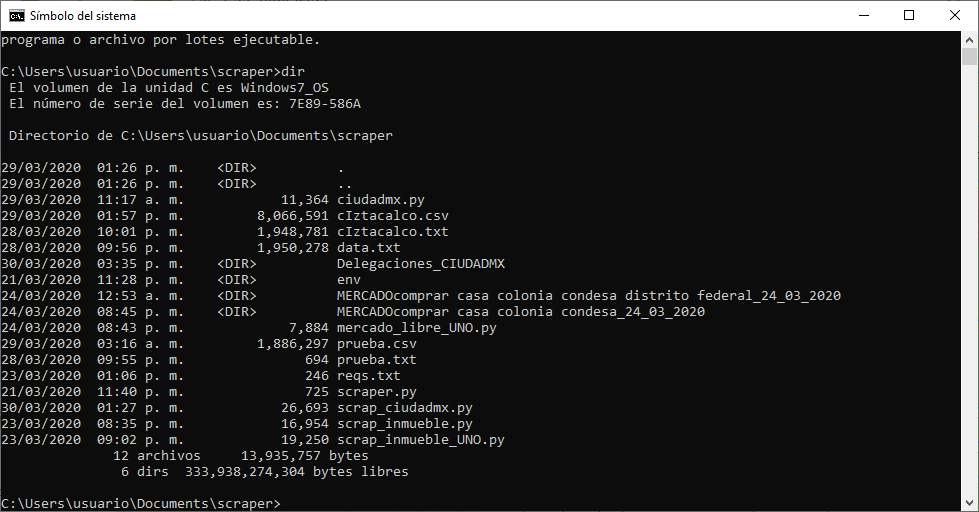 Símbolo del sistema
programa o archivo por lotes ejecutable.
C:\Users\usuario\Documents\scraper>dir
 El volumen de la unidad C es Windows7_OS
 El número de serie del volumen es: 7E89-586A
 Directorio de C:\Users\usuario\Documents\scraper
29/03/2020  01:26 p. m.    <DIR>          .
29/03/2020  01:26 p. m.    <DIR>          ..
29/03/2020  11:17 a. m.            11,364 ciudadmx.py
29/03/2020  01:57 p. m.         8,066,591 cIztacalco.csv
28/03/2020  10:01 p. m.         1,948,781 cIztacalco.txt
28/03/2020  09:56 p. m.         1,950,278 data.txt
30/03/2020  03:35 p. m.    <DIR>          Delegaciones_CIUDADMX
21/03/2020  11:28 p. m.    <DIR>          env
24/03/2020  12:53 a. m.    <DIR>          MERCADOcomprar casa colonia condesa distrito federal_24_03_2020
24/03/2020  08:45 p. m.    <DIR>          MERCADOcomprar casa colonia condesa_24_03_2020
24/03/2020  08:43 p. m.             7,884 mercado_libre_UNO.py
29/03/2020  03:16 a. m.         1,886,297 prueba.csv
28/03/2020  09:55 p. m.               694 prueba.txt
23/03/2020  01:06 p. m.               246 reqs.txt
21/03/2020  11:40 p. m.               725 scraper.py
30/03/2020  01:27 p. m.            26,693 scrap_ciudadmx.py
23/03/2020  08:35 p. m.            16,954 scrap_inmueble.py
23/03/2020  09:02 p. m.            19,250 scrap_inmueble_UNO.py
              12 archivos     13,935,757 bytes
               6 dirs  333,938,274,304 bytes libres
C:\Users\usuario\Documents\scraper>